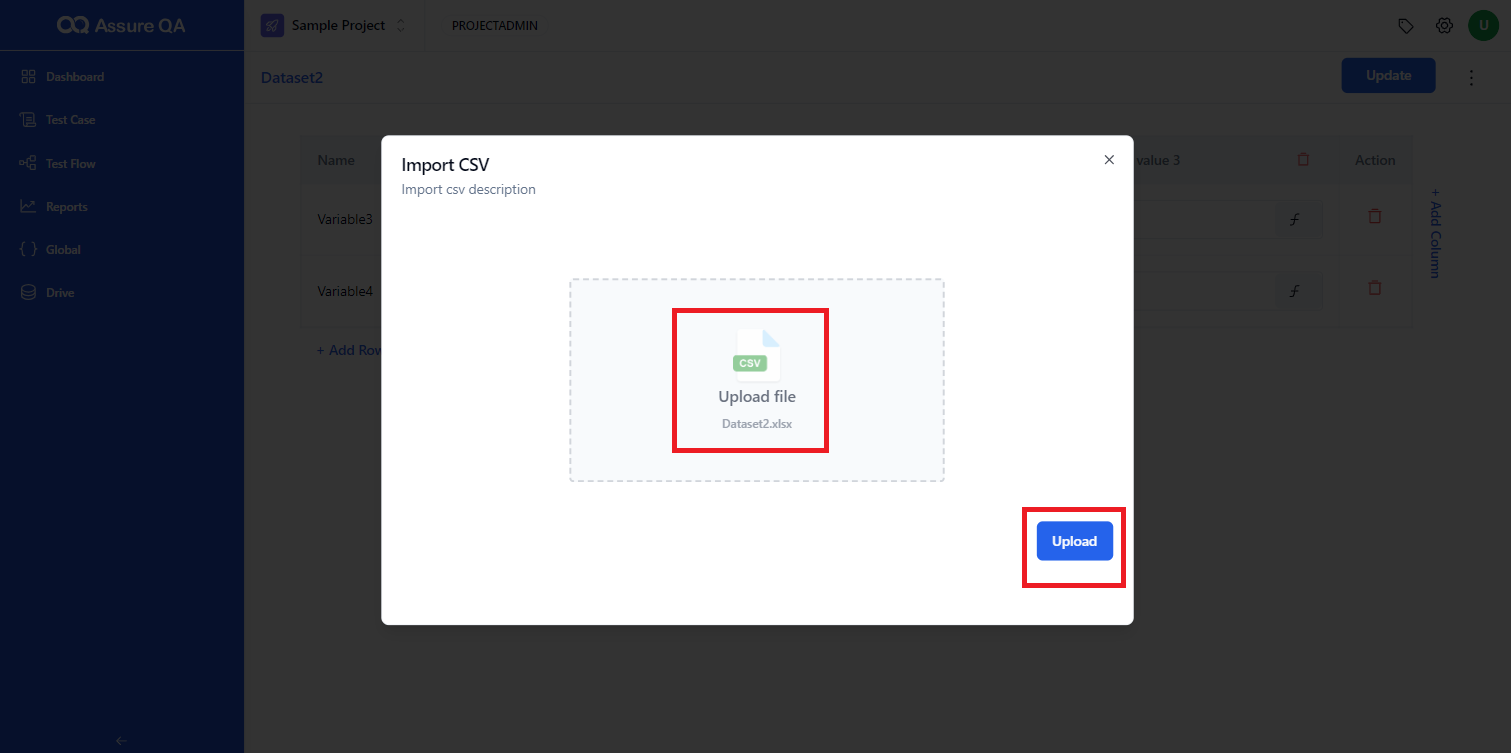 Assure QA
Sample Project
PROJECTADMIN
U
Dashboard
Test Case
Test Flow
Reports
Global
Drive
Dataset2
Update
Name
value 3
Action
Variable3
Variable4
+ Add Row
+ Add Column
Import CSV
Import csv description
CSV
Upload file
Dataset2.xlsx
Upload